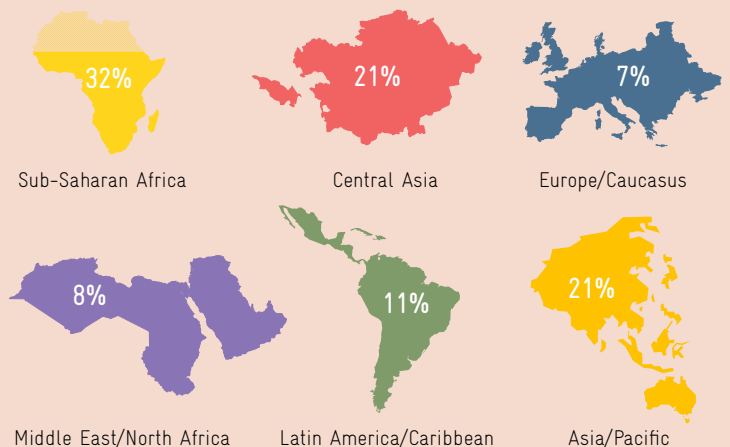 32%
21%
7%
Sub-Saharan Africa
Central Asia
Europe/Caucasus
8%
11%
21%
Middle East/North Africa
Latin America/Caribbean
Asia/Pacific